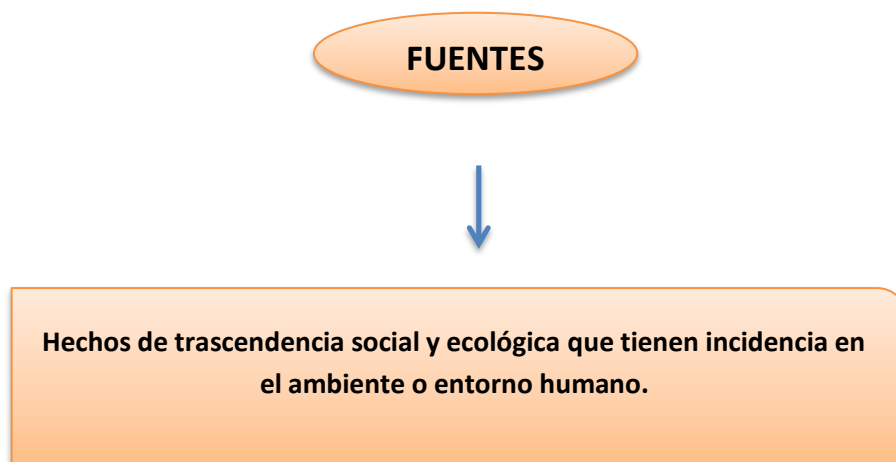 FUENTES
Hechos de trascendencia social y ecológica que tienen incidencia en
el ambiente o entorno humano.